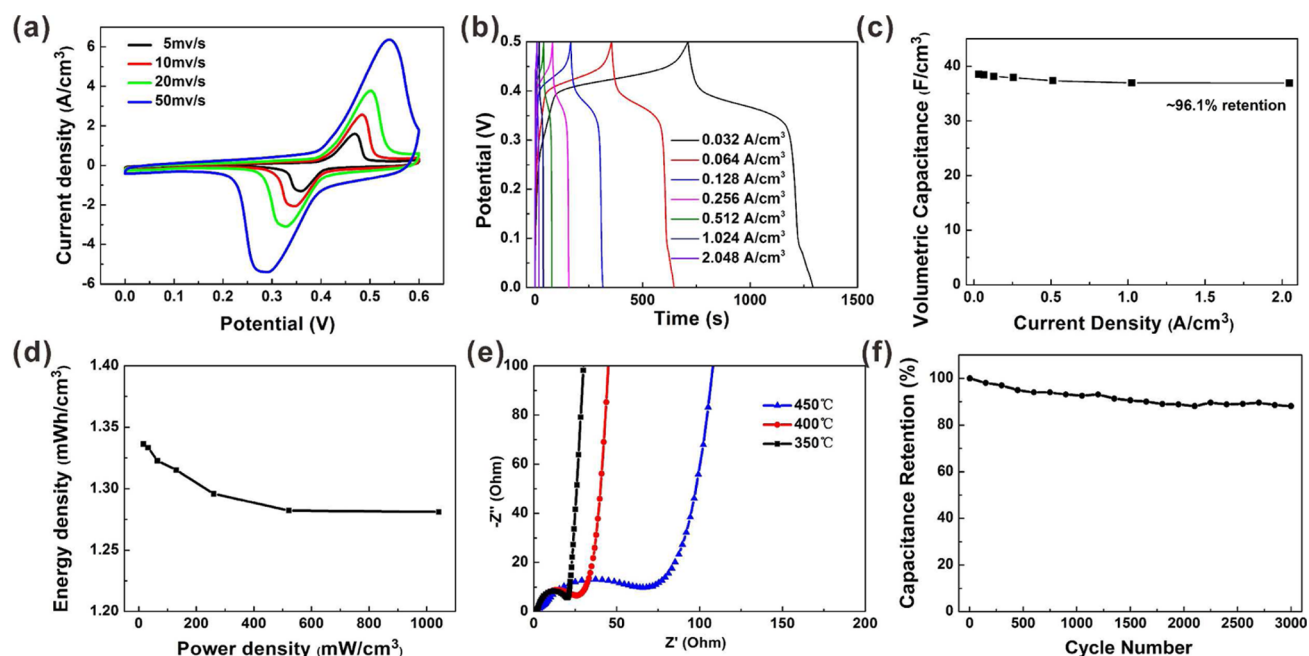 (a)
Current density (A/cm³)
6
4
2
0
-2
-4
-6
5mv/s
10mv/s
20mv/s
50mv/s
0.0 0.1 0.2 0.3 0.4 0.5 0.6
Potential (V)
(b)
Potential (V)
0.5
0.4
0.3
0.2
0.1
0.0
0.032 A/cm³
0.064 A/cm³
0.128 A/cm³
0.256 A/cm³
0.512 A/cm³
1.024 A/cm³
2.048 A/cm³
0 500 1000 1500
Time (s)
(c)
Volumetric Capacitance (F/cm³)
40
30
20
10
0
~96.1% retention
0.0 0.5 1.0 1.5 2.0
Current Density (A/cm³)
(d)
Energy density (mWh/cm³)
1.40
1.35
1.30
1.25
1.20
0 200 400 600 800 1000
Power density (mW/cm³)
(e)
-Z'' (Ohm)
100
80
60
40
20
0
450℃
400℃
350℃
0 50 100 150 200
Z' (Ohm)
(f)
Capacitance Retention (%)
100
80
60
40
20
0
0 500 1000 1500 2000 2500 3000
Cycle Number